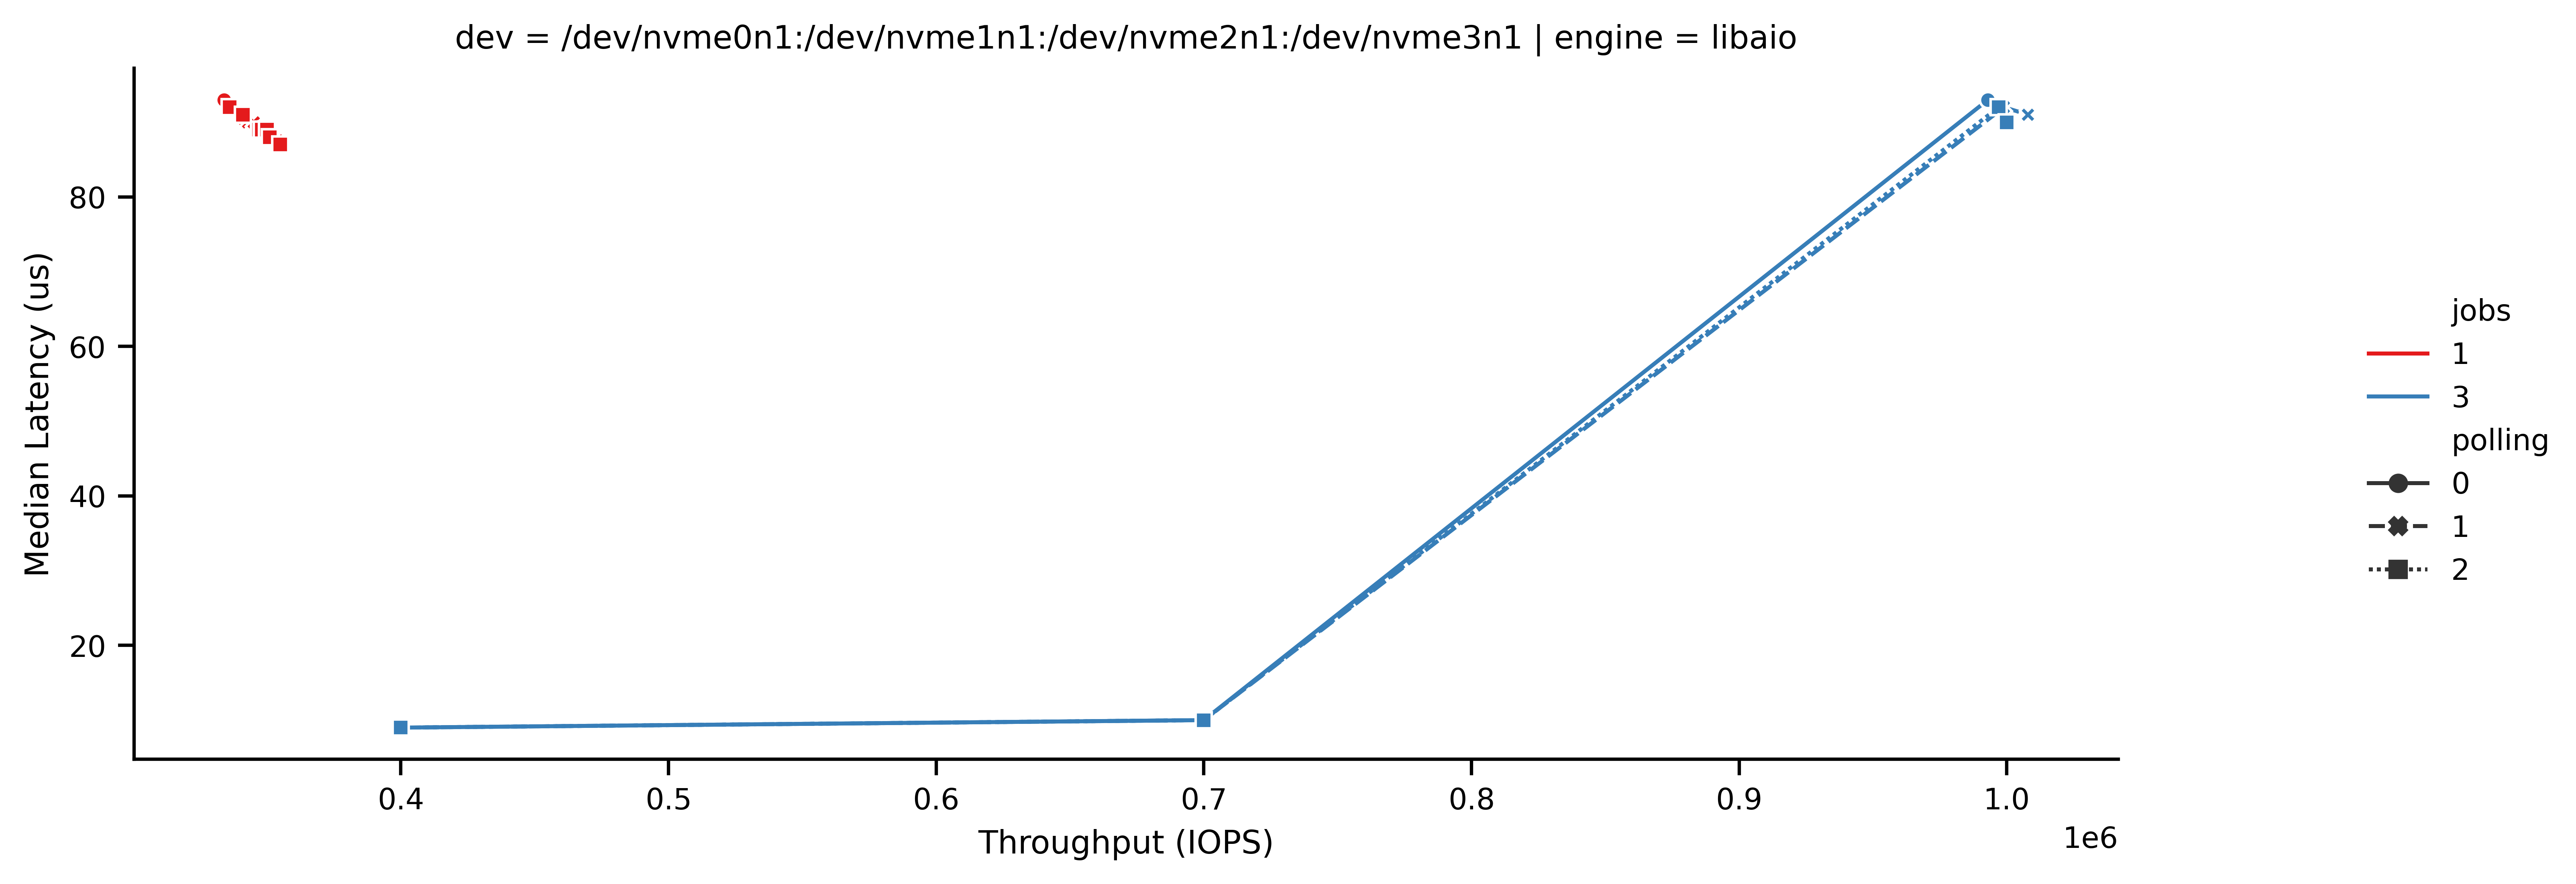 dev = /dev/nvme0n1:/dev/nvme1n1:/dev/nvme2n1:/dev/nvme3n1 | engine = libaio
Median Latency (us)
80
60
40
20
0.4 0.5 0.6 0.7 0.8 0.9 1.0
1e6
Throughput (IOPS)
jobs
1
3
polling
0
1
2